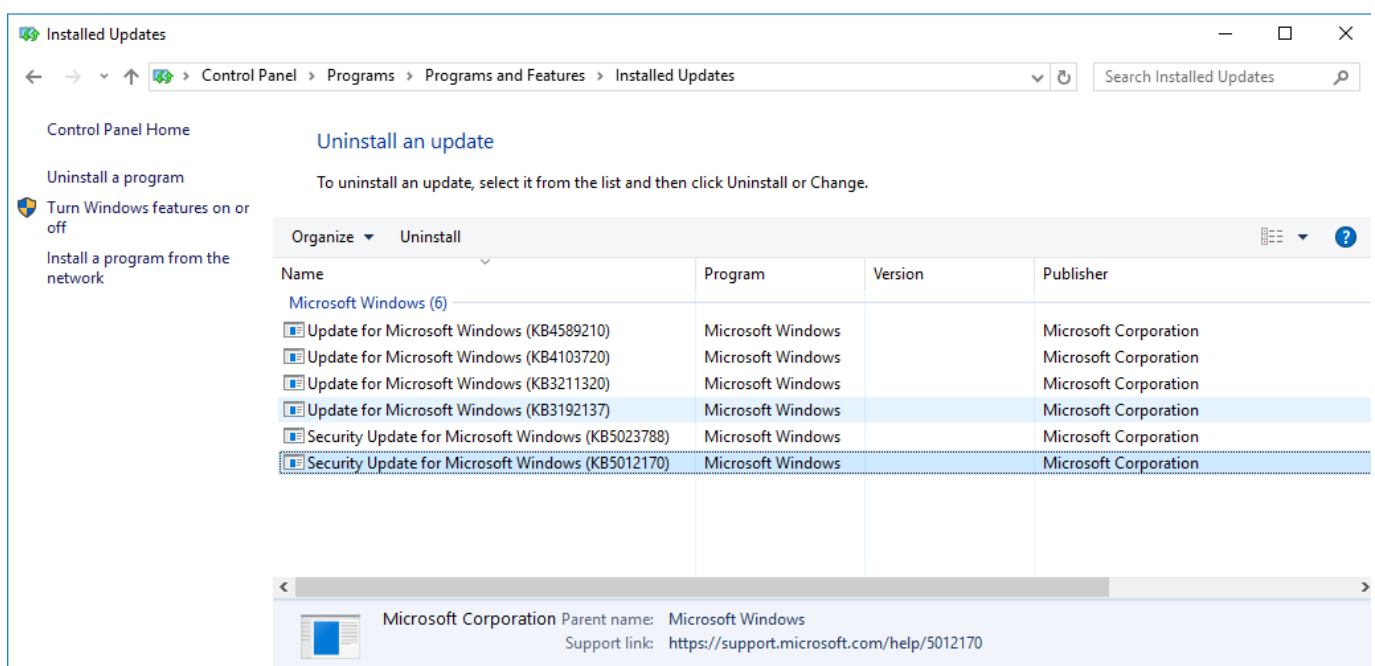 Installed Updates
Control Panel > Programs > Programs and Features > Installed Updates
Search Installed Updates
Control Panel Home
Uninstall a program
Turn Windows features on or
off
Install a program from the
network
Uninstall an update
To uninstall an update, select it from the list and then click Uninstall or Change.
Organize Uninstall
Name Program Version Publisher
Microsoft Windows (6)
Update for Microsoft Windows (KB4589210) Microsoft Windows Microsoft Corporation
Update for Microsoft Windows (KB4103720) Microsoft Windows Microsoft Corporation
Update for Microsoft Windows (KB3211320) Microsoft Windows Microsoft Corporation
Update for Microsoft Windows (KB3192137) Microsoft Windows Microsoft Corporation
Security Update for Microsoft Windows (KB5023788) Microsoft Windows Microsoft Corporation
Security Update for Microsoft Windows (KB5012170) Microsoft Windows Microsoft Corporation
Microsoft Corporation Parent name: Microsoft Windows
Support link: https://support.microsoft.com/help/5012170